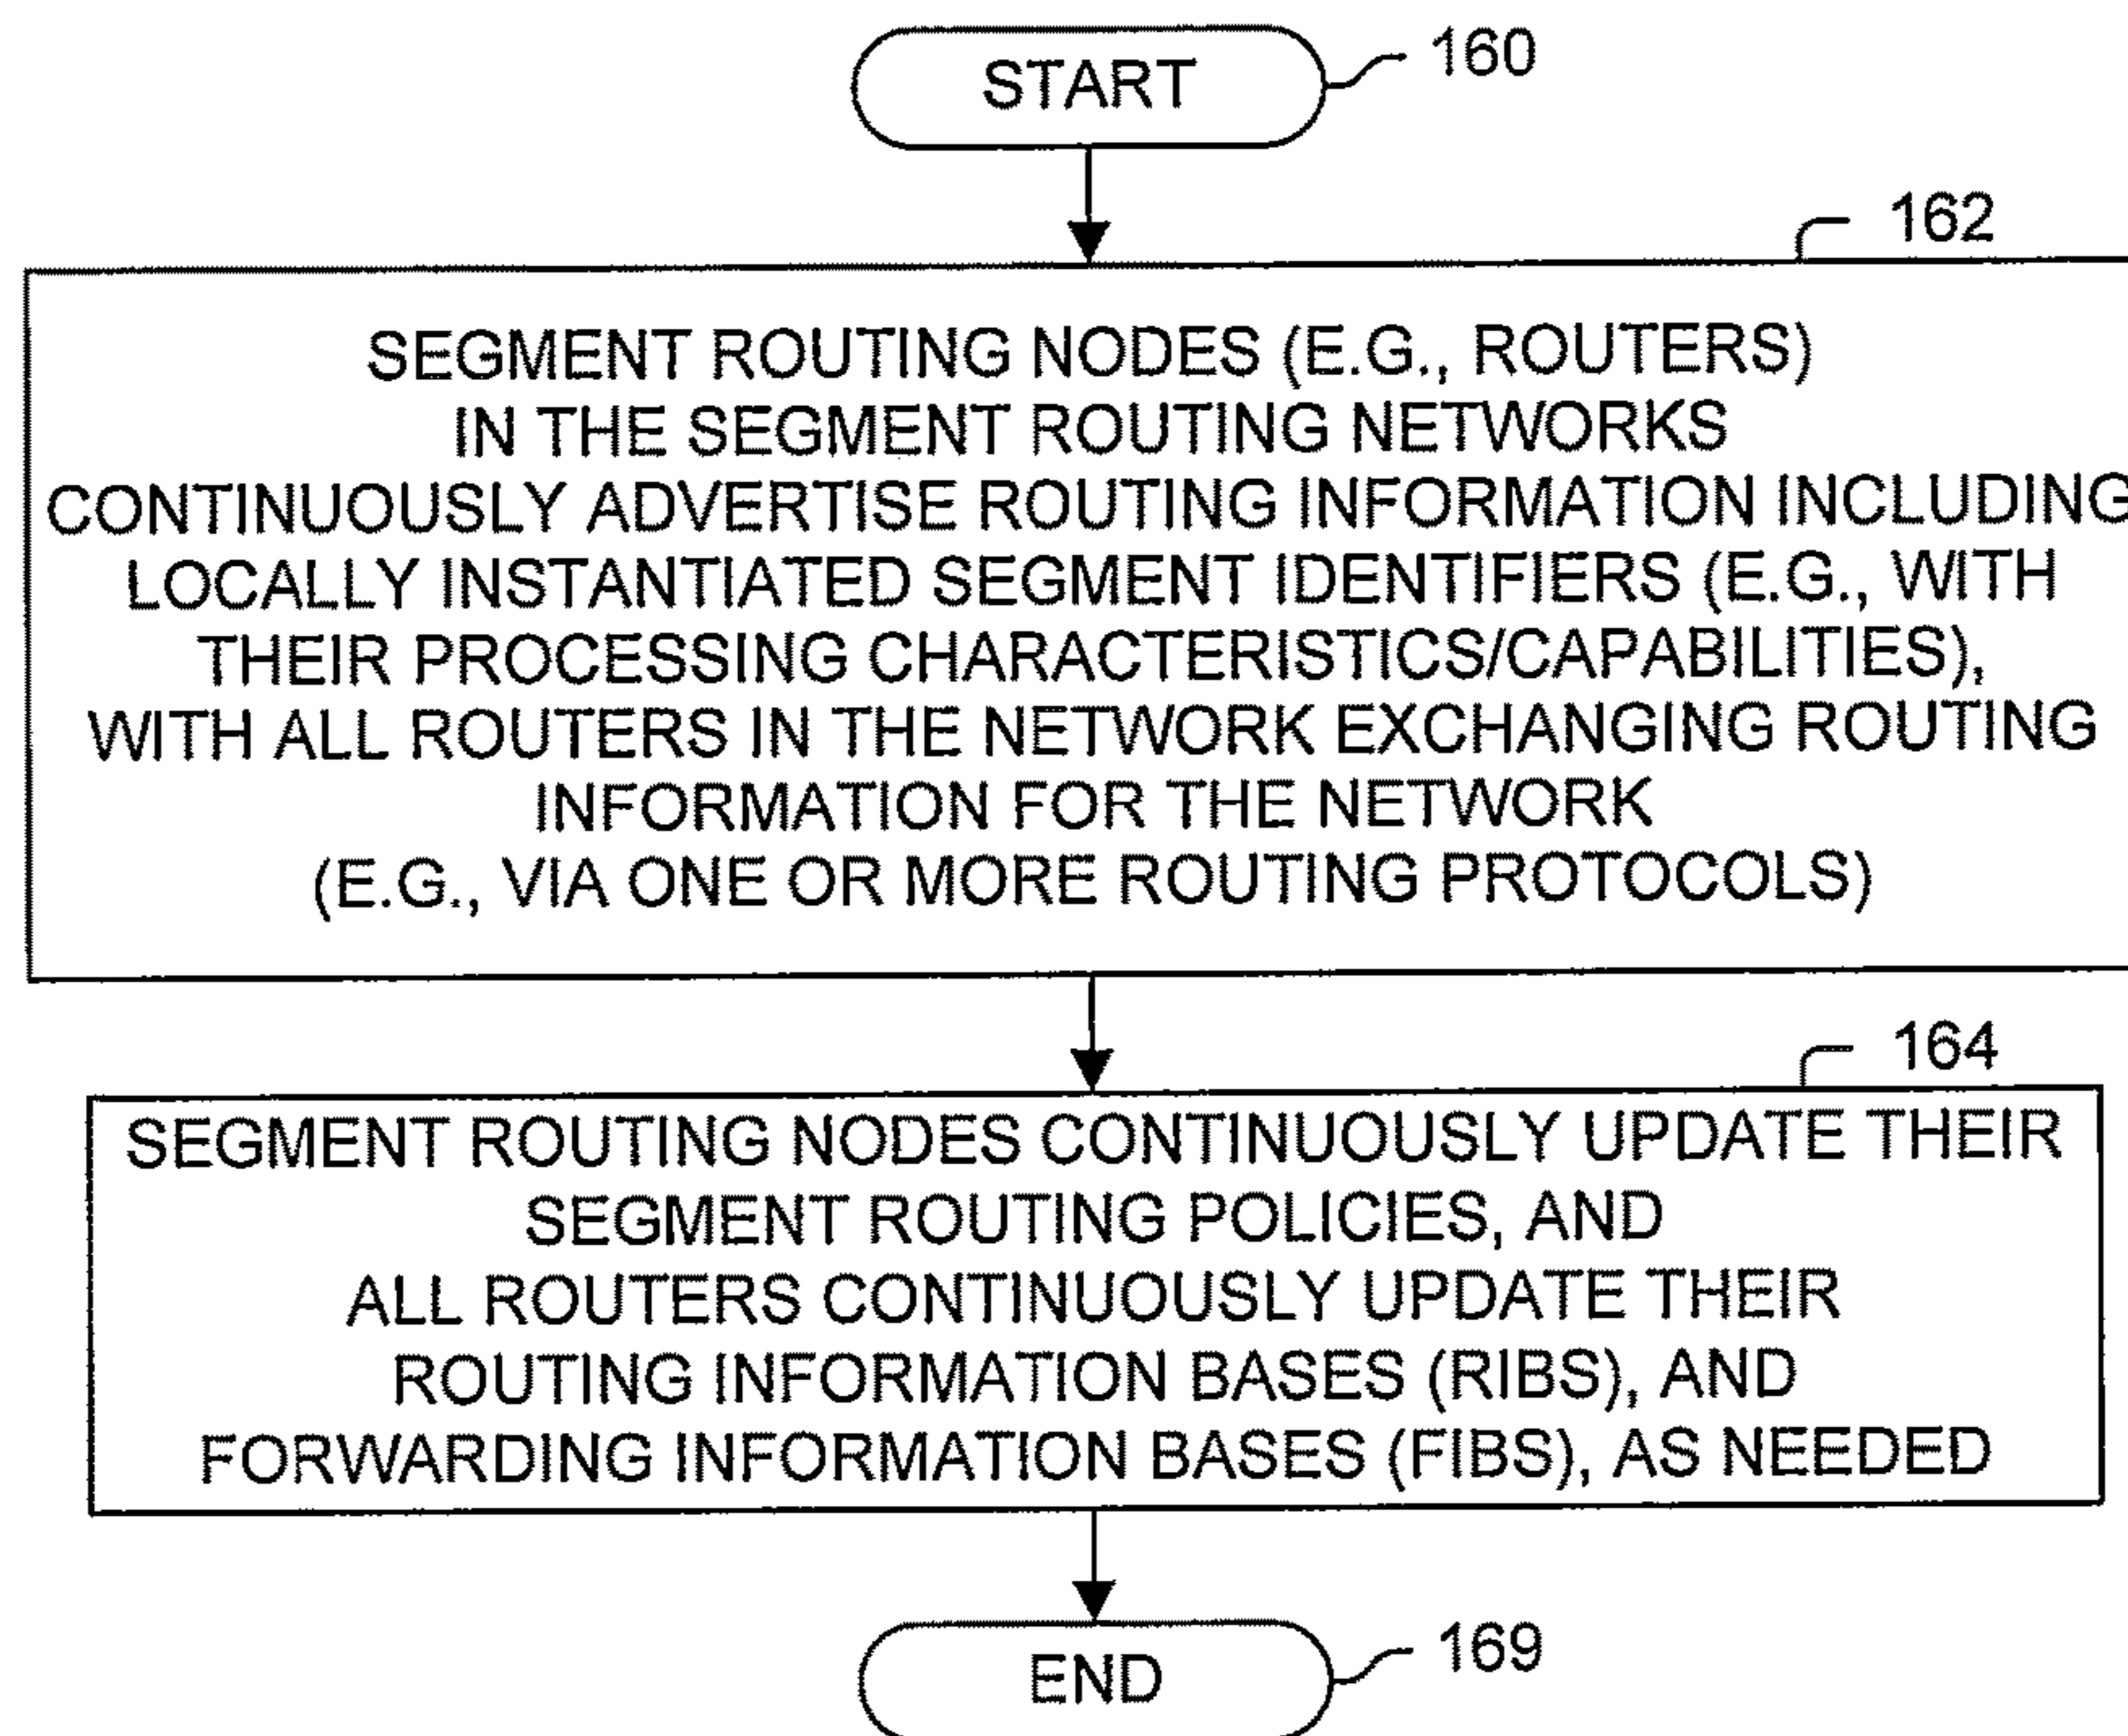 START
160
162
SEGMENT ROUTING NODES (E.G., ROUTERS)
IN THE SEGMENT ROUTING NETWORKS
CONTINUOUSLY ADVERTISE ROUTING INFORMATION INCLUDING
LOCALLY INSTANTIATED SEGMENT IDENTIFIERS (E.G., WITH
THEIR PROCESSING CHARACTERISTICS/CAPABILITIES),
WITH ALL ROUTERS IN THE NETWORK EXCHANGING ROUTING
INFORMATION FOR THE NETWORK
(E.G., VIA ONE OR MORE ROUTING PROTOCOLS)
164
SEGMENT ROUTING NODES CONTINUOUSLY UPDATE THEIR
SEGMENT ROUTING POLICIES, AND
ALL ROUTERS CONTINUOUSLY UPDATE THEIR
ROUTING INFORMATION BASES (RIBS), AND
FORWARDING INFORMATION BASES (FIBS), AS NEEDED
END
169